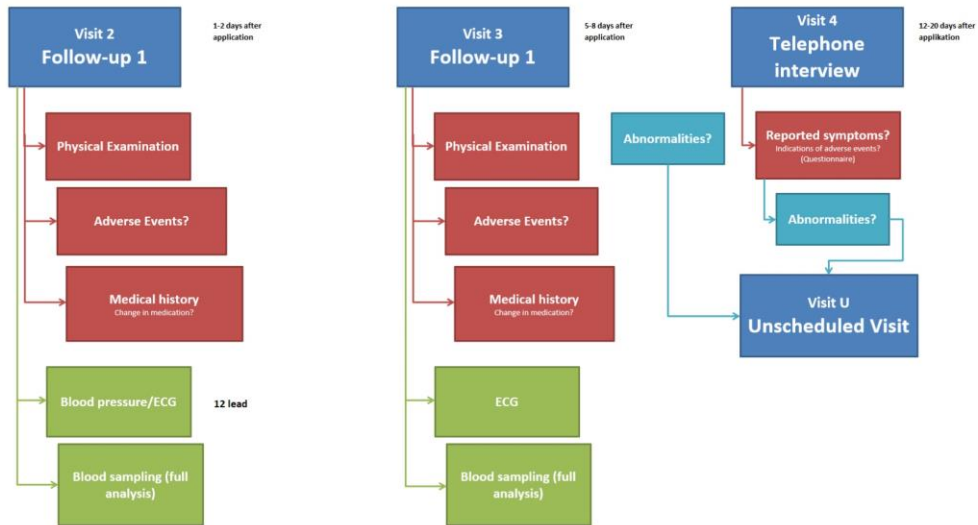 Visit 2
Follow-up 1
1-2 days after
application
Physical Examination
Adverse Events?
Medical history
Change in medication?
Blood pressure/ECG
12 lead
Blood sampling (full
analysis)
Visit 3
Follow-up 1
5-8 days after
application
Physical Examination
Adverse Events?
Medical history
Change in medication?
ECG
Blood sampling (full
analysis)
Abnormalities?
Visit 4
Telephone
interview
12-20 days after
applikation
Reported symptoms?
Indications of adverse events?
(Questionnaire)
Abnormalities?
Visit U
Unscheduled Visit